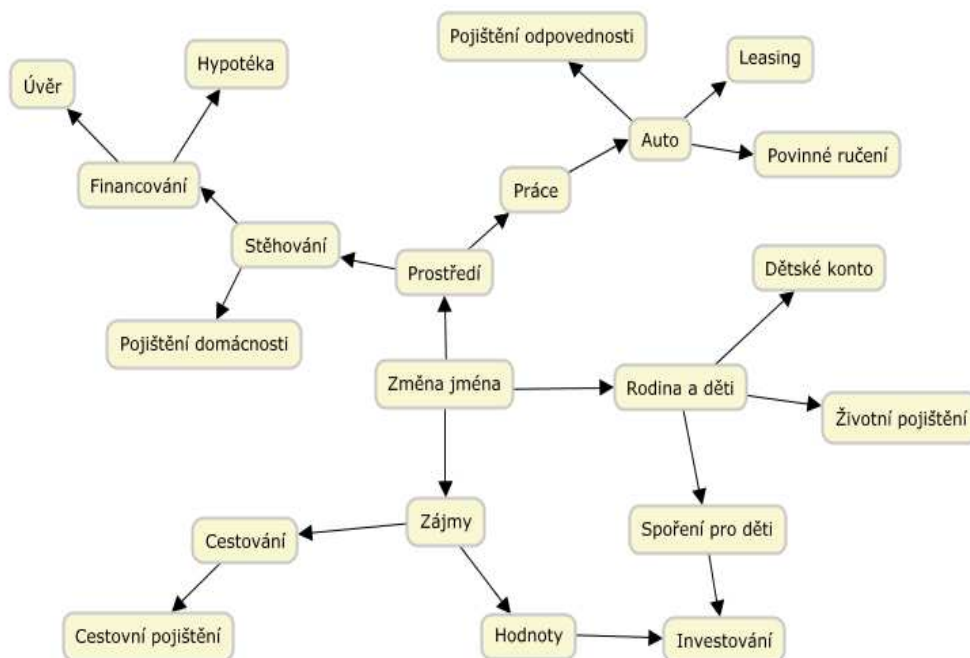 Pojištění odpovednosti
Leasing
Hypotéka
Úvěr
Auto
Povinné ručení
Financování
Práce
Stěhování
Prostředí
Dětské konto
Pojištění domácnosti
Změna jména
Rodina a děti
Životní pojištění
Zájmy
Spoření pro děti
Cestování
Cestovní pojištění
Hodnoty
Investování